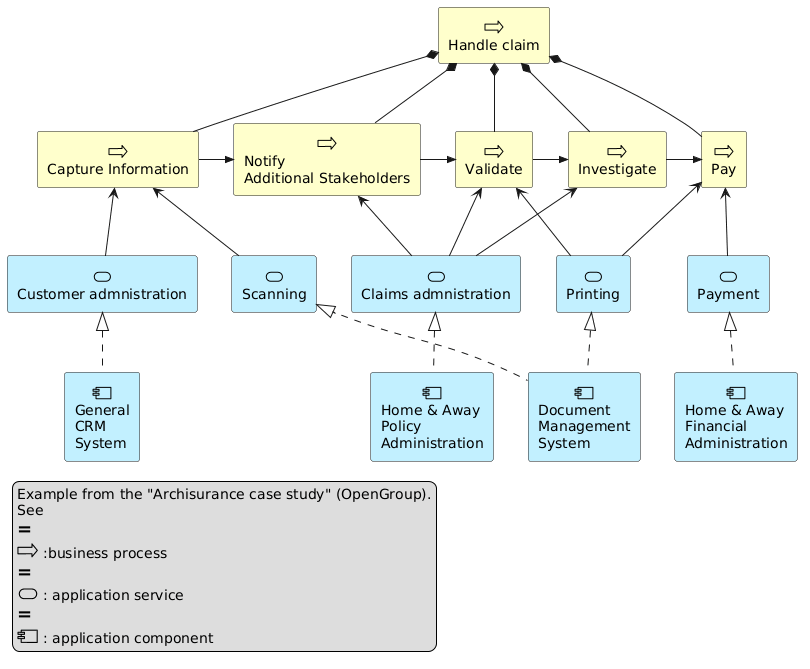 Handle claim
Capture Information
Notify
Additional Stakeholders
Validate
Investigate
Pay
Customer admnistration
Scanning
Claims admnistration
Printing
Payment
General
CRM
System
Home & Away
Policy
Administration
Document
Management
System
Home & Away
Financial
Administration
Example from the "Archisurance case study" (OpenGroup).
See
=
:business process
=
: application service
=
: application component